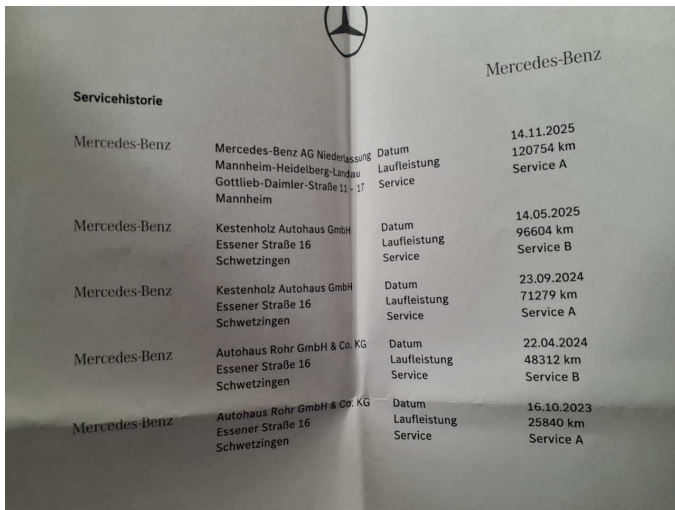 Mercedes-Benz
Servicehistorie
Mercedes-Benz
Mercedes-Benz AG Niederlassung
Mannheim-Heidelberg-Landau
Gottlieb-Daimler-Straße 11 - 17
Mannheim
Datum 14.11.2025
Laufleistung 120754 km
Service Service A
Mercedes-Benz
Kestenholz Autohaus GmbH
Essener Straße 16
Schwetzingen
Datum 14.05.2025
Laufleistung 96604 km
Service Service B
Mercedes-Benz
Kestenholz Autohaus GmbH
Essener Straße 16
Schwetzingen
Datum 23.09.2024
Laufleistung 71279 km
Service Service A
Mercedes-Benz
Autohaus Rohr GmbH & Co. KG
Essener Straße 16
Schwetzingen
Datum 22.04.2024
Laufleistung 48312 km
Service Service B
Mercedes-Benz
Autohaus Rohr GmbH & Co. KG
Essener Straße 16
Schwetzingen
Datum 16.10.2023
Laufleistung 25840 km
Service Service A